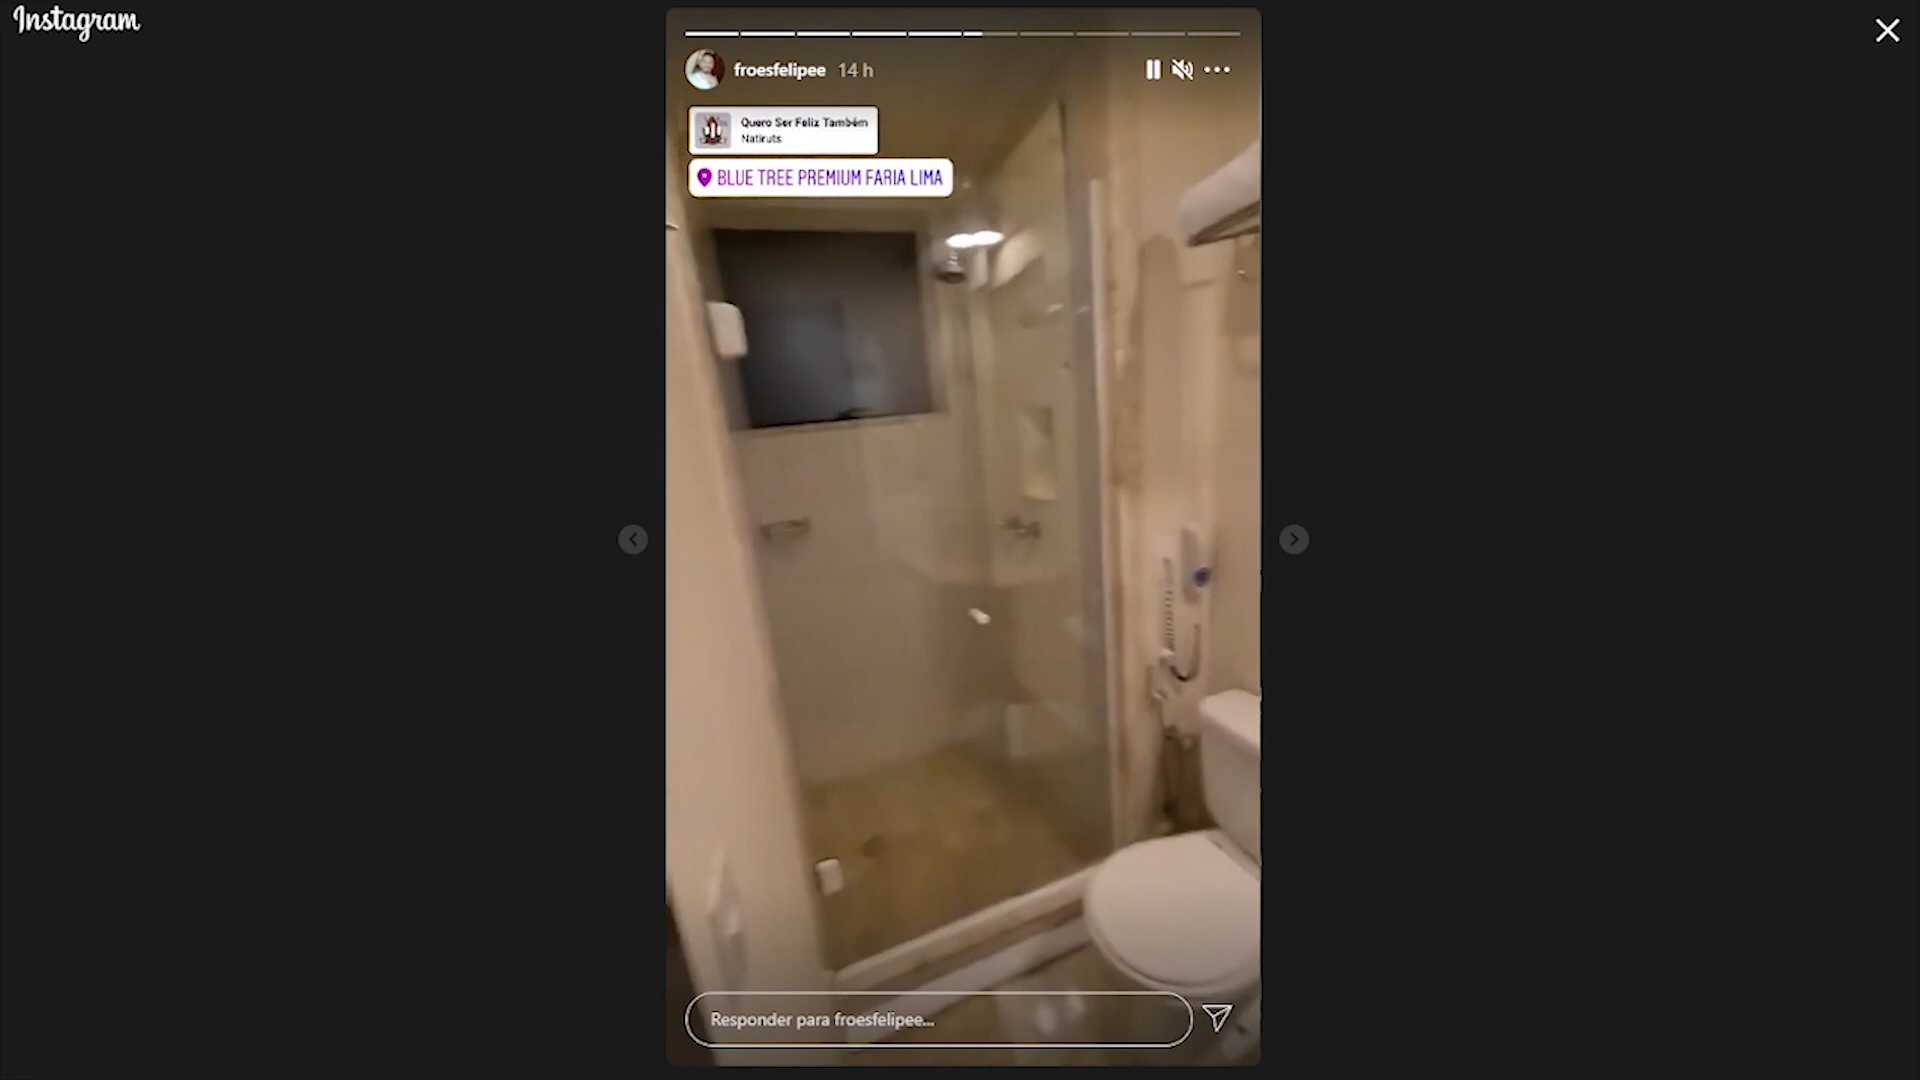 Instagram
froesfelipee 14 h
Quero Ser Feliz Também
Natiruts
BLUE TREE PREMIUM FARIA LIMA
Responder para froesfelipee...